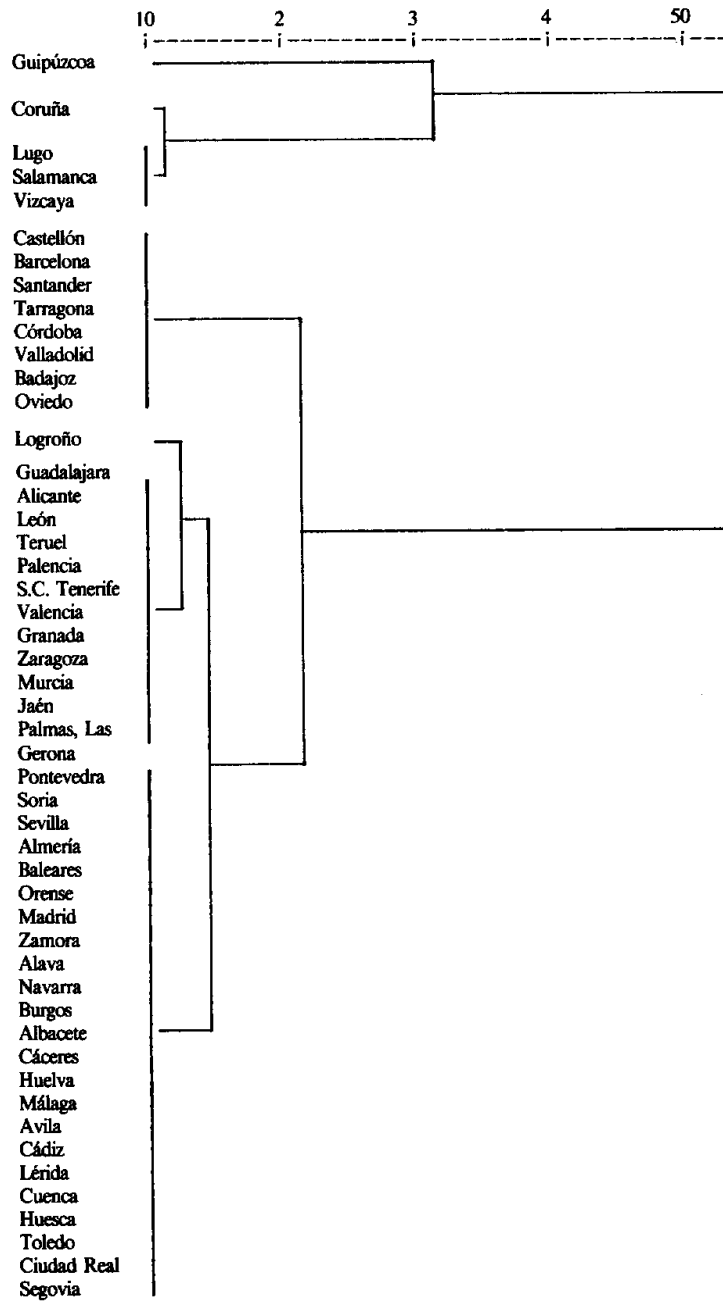 10 2 3 4 50
Guipúzcoa
Coruña
Lugo
Salamanca
Vizcaya
Castellón
Barcelona
Santander
Tarragona
Córdoba
Valladolid
Badajoz
Oviedo
Logroño
Guadalajara
Alicante
León
Teruel
Palencia
S.C. Tenerife
Valencia
Granada
Zaragoza
Murcia
Jaén
Palmas, Las
Gerona
Pontevedra
Soria
Sevilla
Almería
Baleares
Orense
Madrid
Zamora
Alava
Navarra
Burgos
Albacete
Cáceres
Huelva
Málaga
Avila
Cádiz
Lérida
Cuenca
Huesca
Toledo
Ciudad Real
Segovia